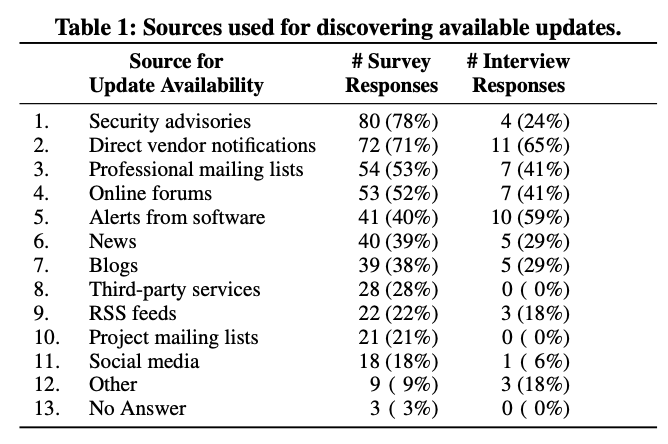 Table 1: Sources used for discovering available updates.
Source for # Survey # Interview
Update Availability Responses Responses
1. Security advisories 80 (78%) 4 (24%)
2. Direct vendor notifications 72 (71%) 11 (65%)
3. Professional mailing lists 54 (53%) 7 (41%)
4. Online forums 53 (52%) 7 (41%)
5. Alerts from software 41 (40%) 10 (59%)
6. News 40 (39%) 5 (29%)
7. Blogs 39 (38%) 5 (29%)
8. Third-party services 28 (28%) 0 ( 0%)
9. RSS feeds 22 (22%) 3 (18%)
10. Project mailing lists 21 (21%) 0 ( 0%)
11. Social media 18 (18%) 1 ( 6%)
12. Other 9 ( 9%) 3 (18%)
13. No Answer 3 ( 3%) 0 ( 0%)